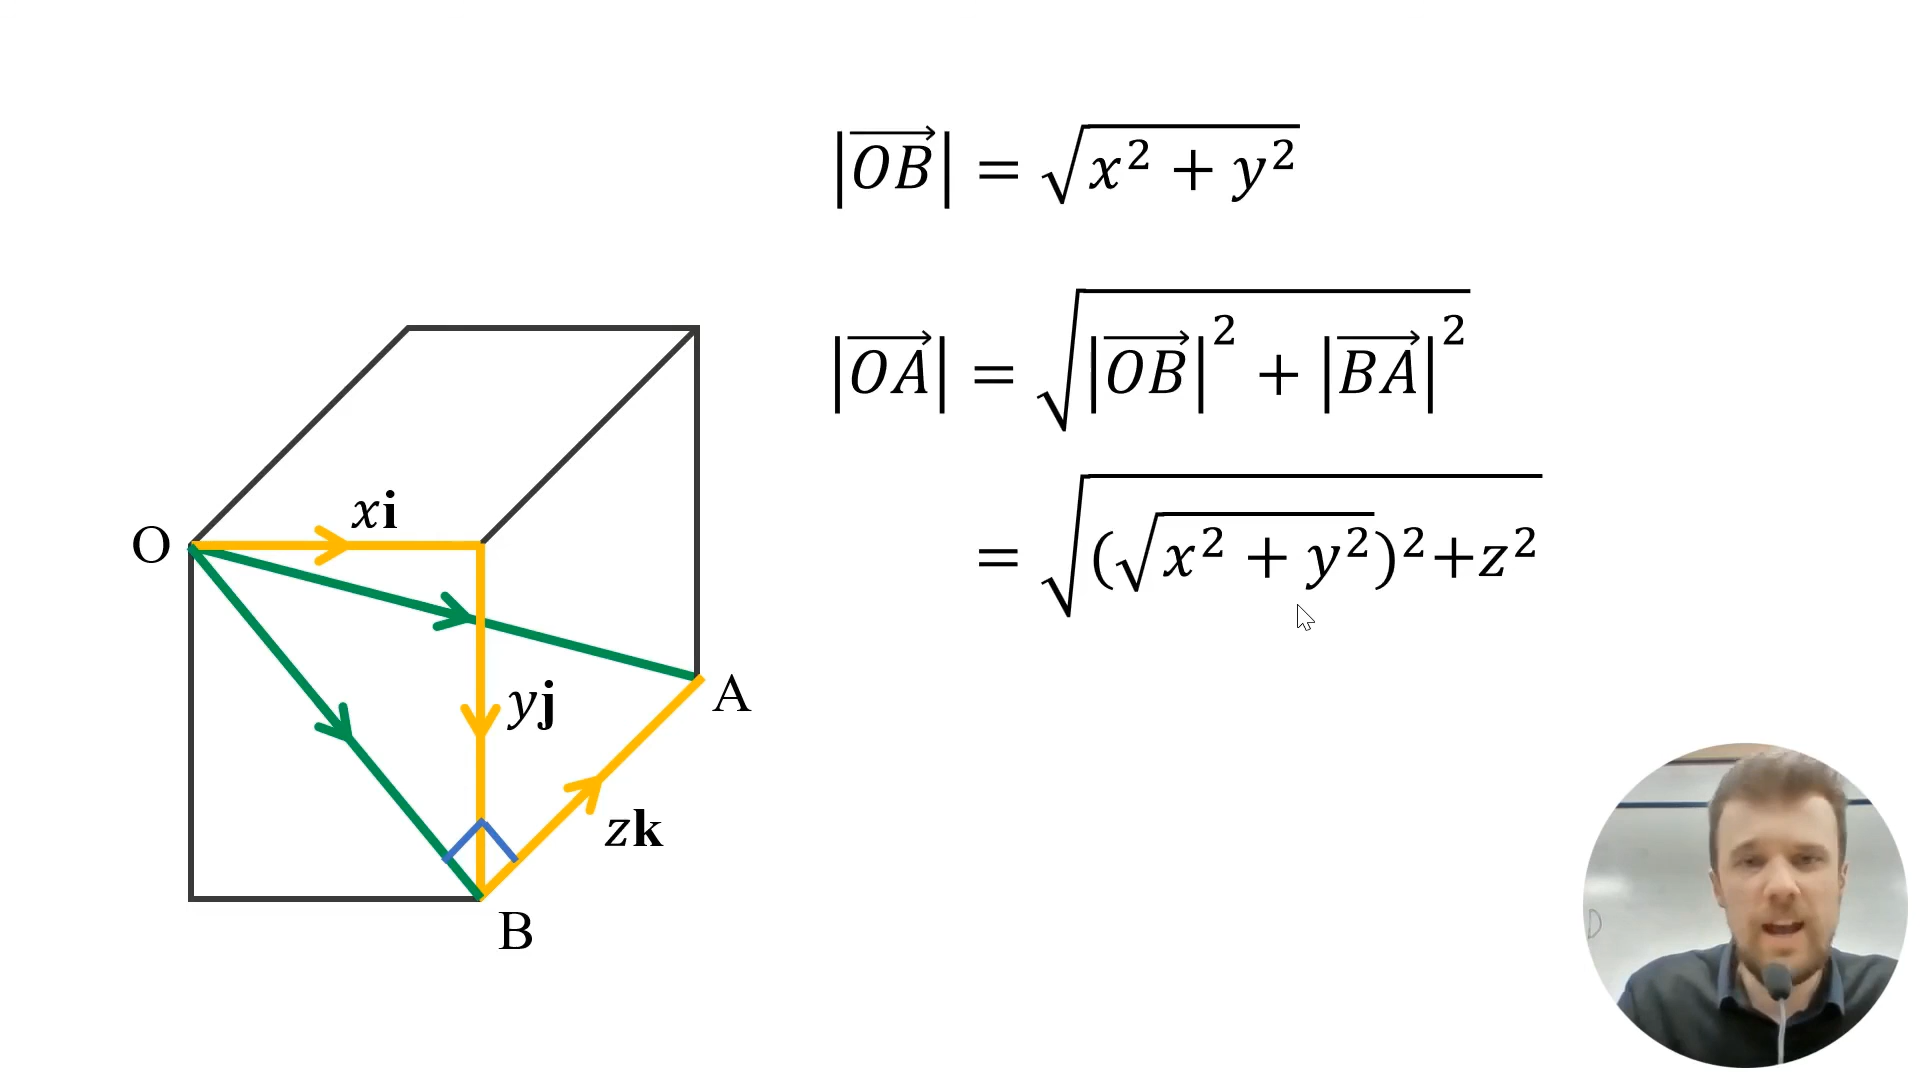 |OB⃗| = √(x² + y²)
|OA⃗| = √(|OB⃗|² + |BA⃗|²)
= √((√(x² + y²))²+z²)
xi
O
yj
A
zk
B
D